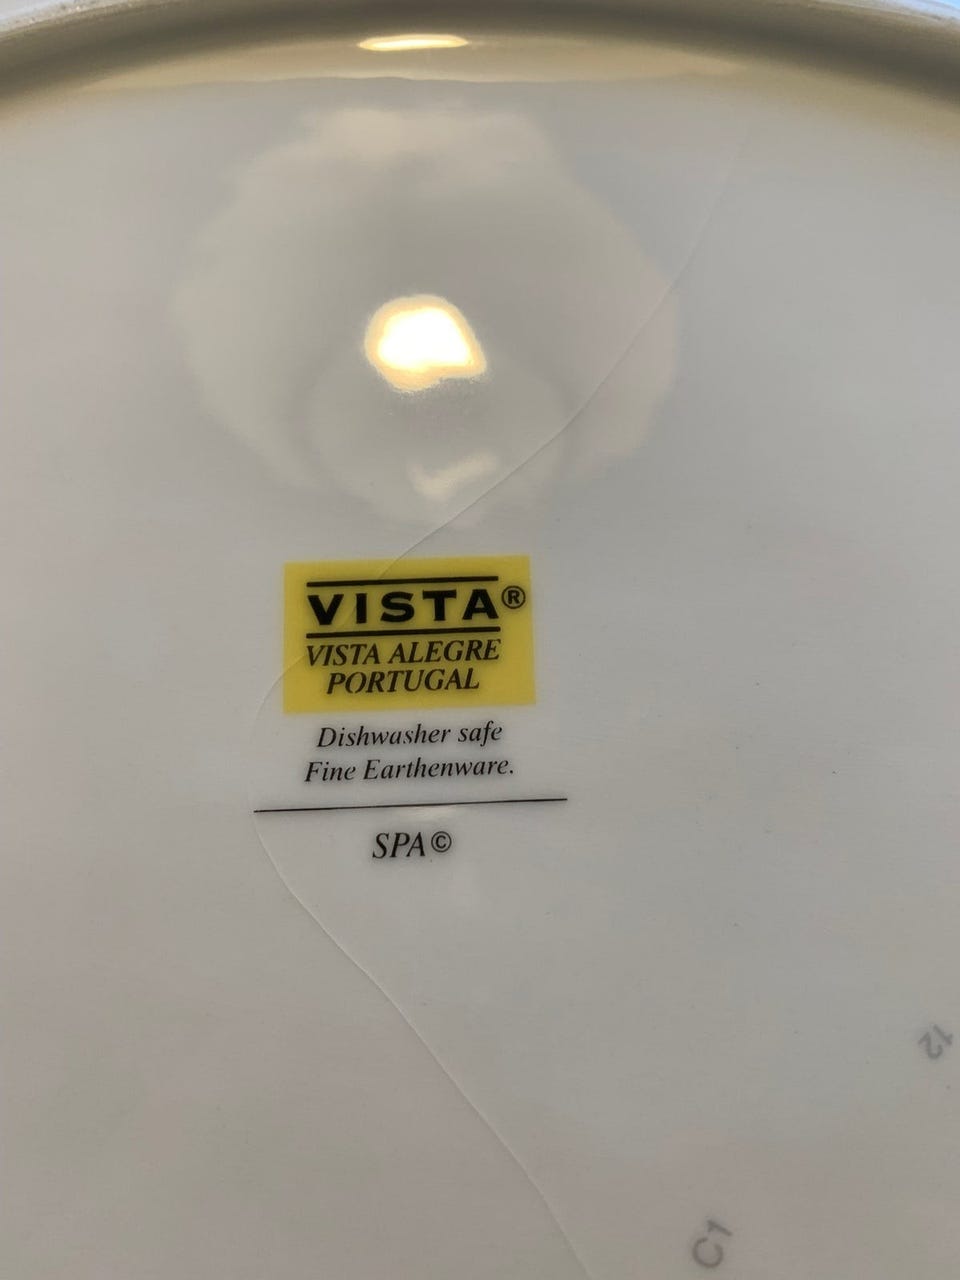 VISTA®
VISTA ALEGRE
PORTUGAL
Dishwasher safe
Fine Earthenware.
SPA©
12
C1